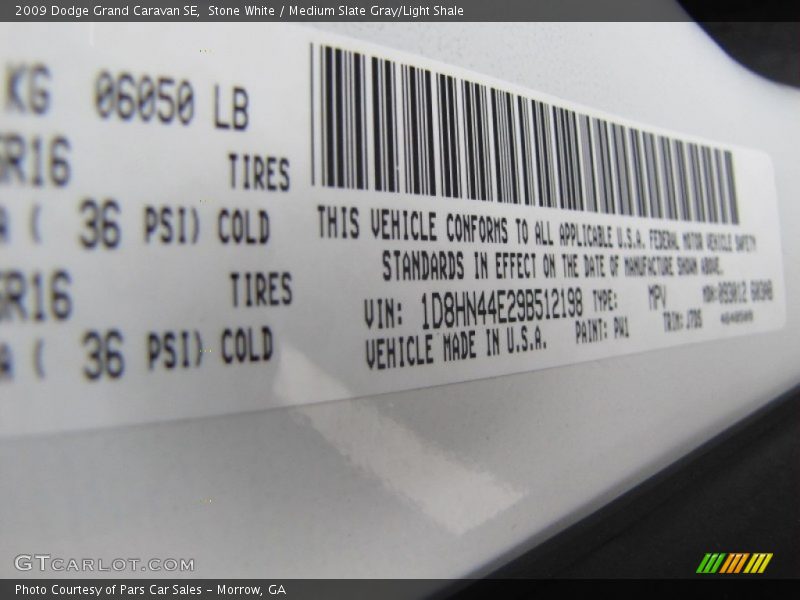 2009 Dodge Grand Caravan SE,  Stone White / Medium Slate Gray/Light Shale
KG 06050 LB
R16 TIRES
( 36 PSI) COLD
R16 TIRES
( 36 PSI) COLD
THIS VEHICLE CONFORMS TO ALL APPLICABLE U.S.A. FEDERAL MOTOR VEHICLE SAFETY
STANDARDS IN EFFECT ON THE DATE OF MANUFACTURE SHOWN ABOVE.
VIN: 1D8HN44E29B512198 TYPE: MPV MDH:
VEHICLE MADE IN U.S.A. PAINT: PW1 TRIM:
GTCARLOT.COM
Photo Courtesy of Pars Car Sales – Morrow, GA